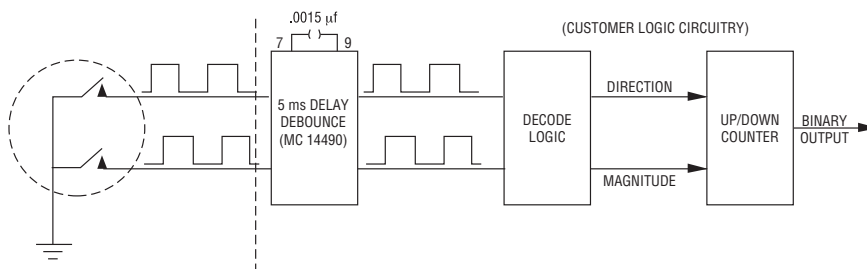 .0015 µf
7
9
(CUSTOMER LOGIC CIRCUITRY)
5 ms DELAY
DEBOUNCE
(MC 14490)
DECODE
LOGIC
DIRECTION
MAGNITUDE
UP/DOWN
COUNTER
BINARY
OUTPUT